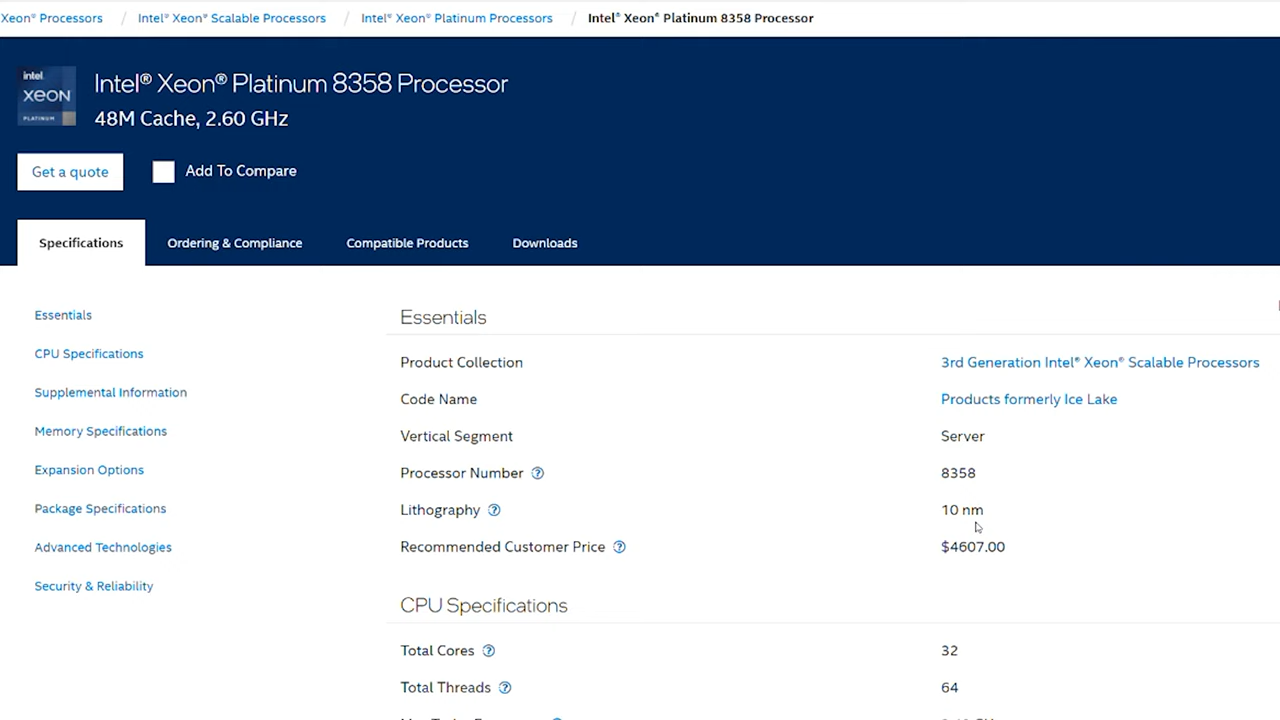 Xeon® Processors / Intel® Xeon® Scalable Processors / Intel® Xeon® Platinum Processors / Intel® Xeon® Platinum 8358 Processor
intel.
XEON
PLATINUM
Intel® Xeon® Platinum 8358 Processor
48M Cache, 2.60 GHz
Get a quote
Add To Compare
Specifications Ordering & Compliance Compatible Products Downloads
Essentials
CPU Specifications
Supplemental Information
Memory Specifications
Expansion Options
Package Specifications
Advanced Technologies
Security & Reliability
Essentials
Product Collection 3rd Generation Intel® Xeon® Scalable Processors
Code Name Products formerly Ice Lake
Vertical Segment Server
Processor Number ? 8358
Lithography ? 10 nm
Recommended Customer Price ? $4607.00
CPU Specifications
Total Cores ? 32
Total Threads ? 64